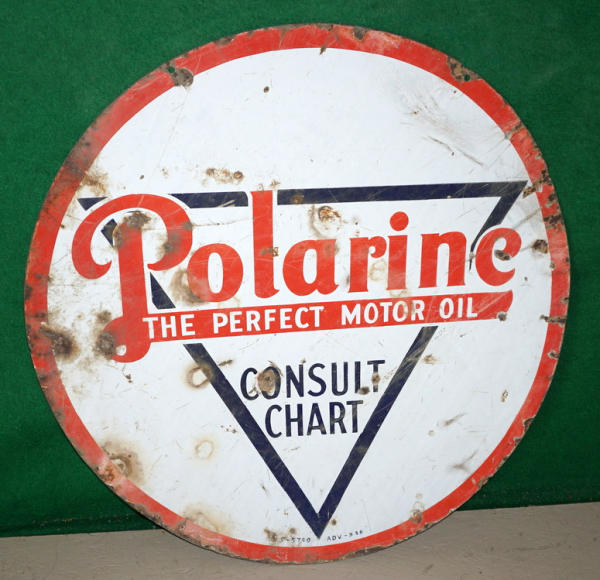 Polarine
THE PERFECT MOTOR OIL
CONSULT
CHART